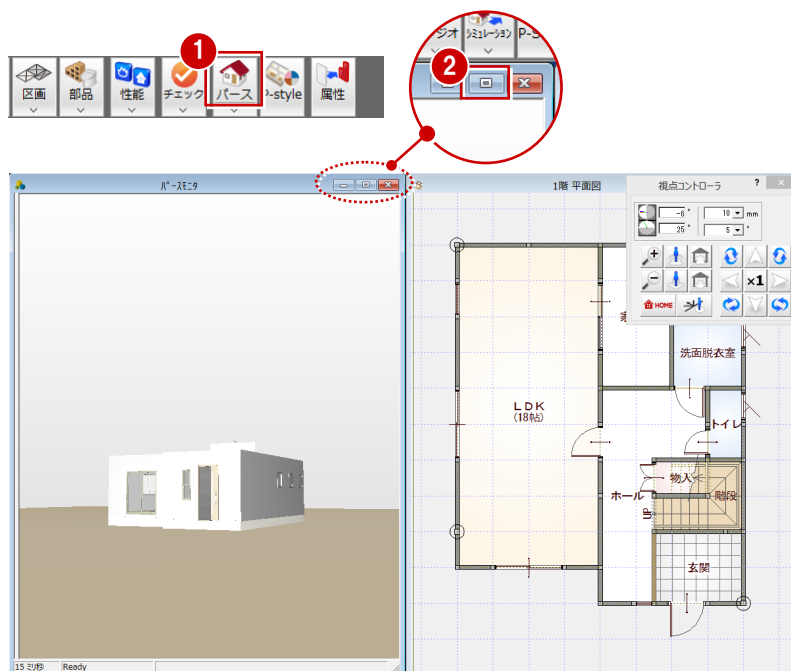 1
区画
部品
性能
チェック
パース
P-style
属性
ジオ
シミュレーション
P-S
2
パースモニタ
1階 平面図
視点コントローラ
?
-6 °
10
mm
25 °
5
°
×1
HOME
洗面脱衣室
LDK
(18帖)
トイレ
物入
階段
ホール
UP
玄関
15 ミリ秒
Ready